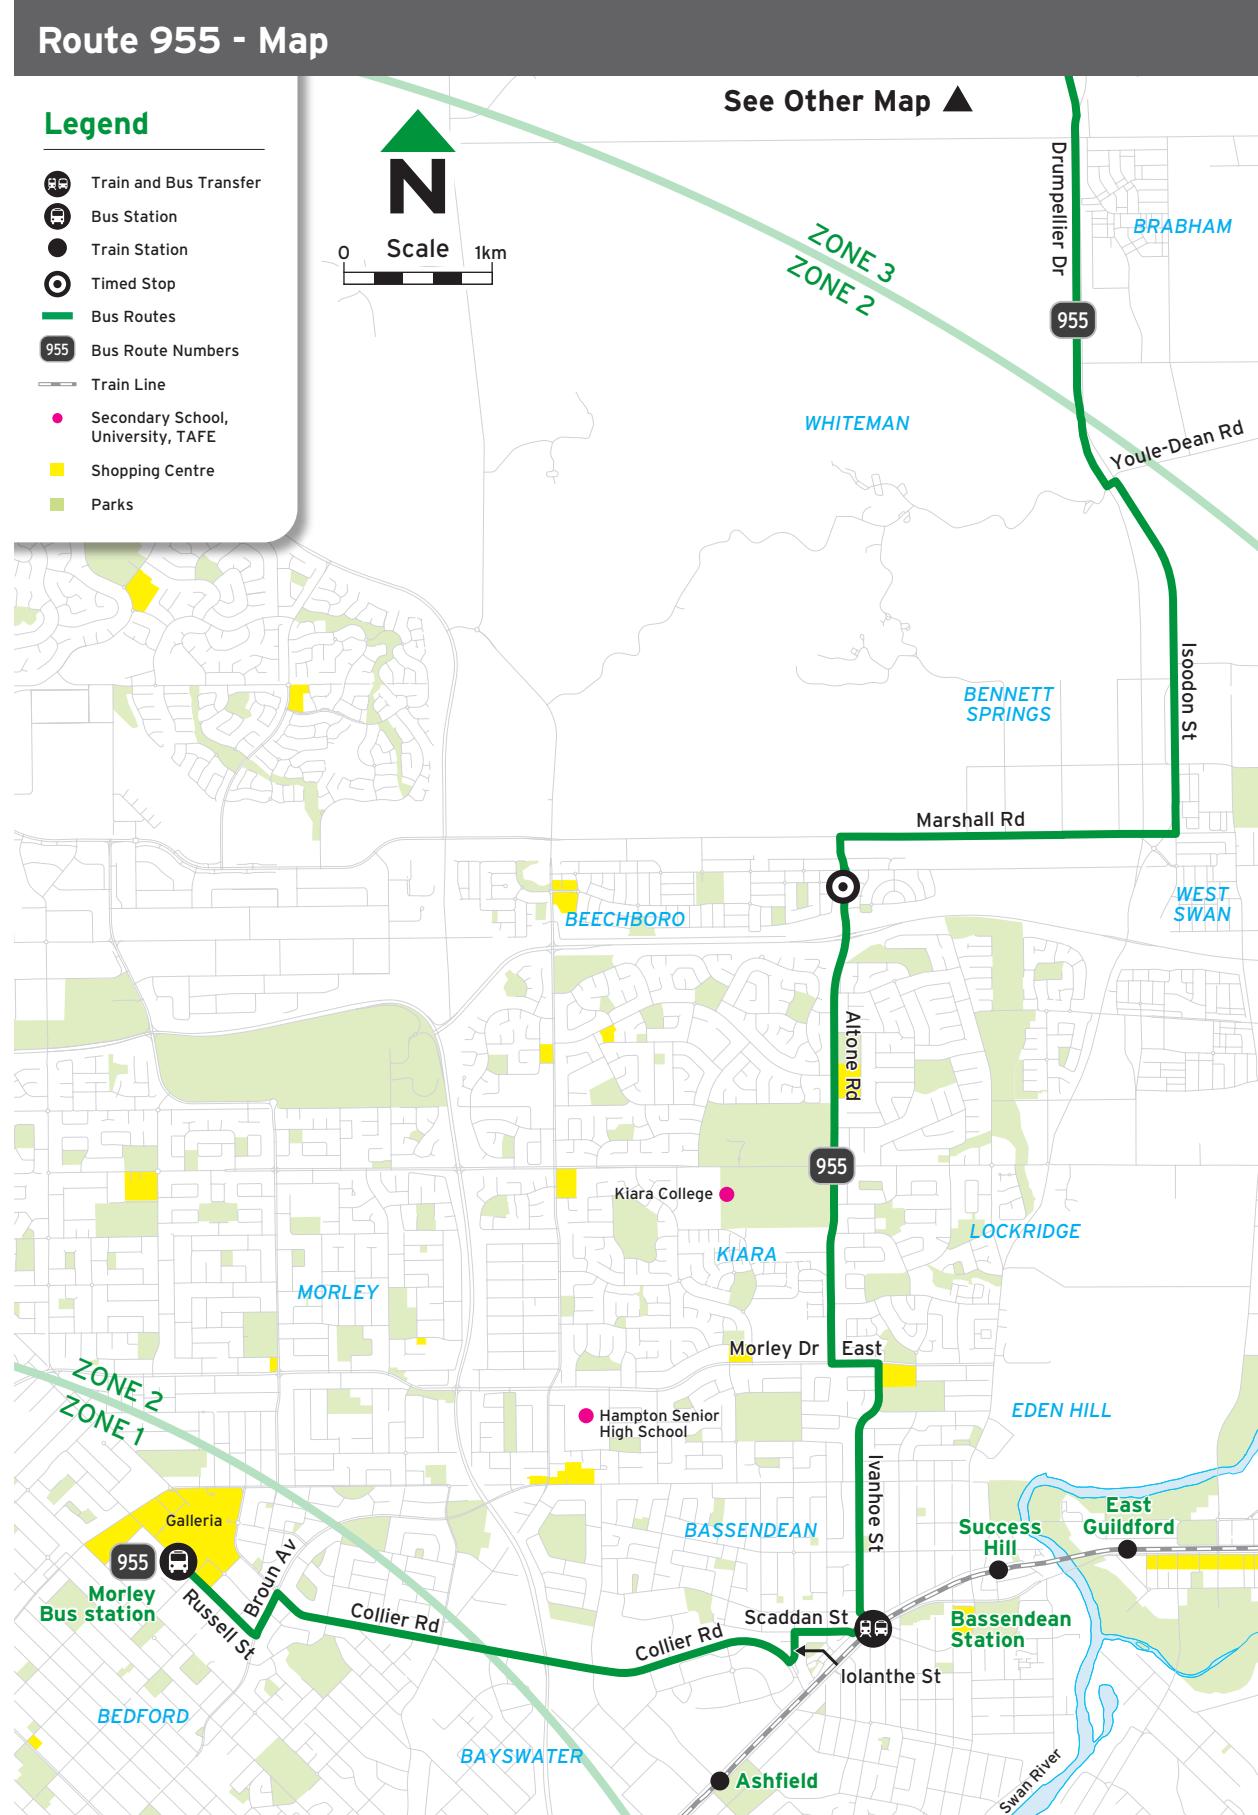 Route 955 - Map
Legend
Train and Bus Transfer
Bus Station
Train Station
Timed Stop
Bus Routes
955
Bus Route Numbers
Train Line
Secondary School,
University, TAFE
Shopping Centre
Parks
N
0 Scale 1km
See Other Map
Drumpellier Dr
BRABHAM
ZONE 3
ZONE 2
955
WHITEMAN
Youle-Dean Rd
Isoodon St
BENNETT
SPRINGS
Marshall Rd
WEST
SWAN
BEECHBORO
Altone Rd
955
Kiara College
LOCKRIDGE
KIARA
MORLEY
Morley Dr East
ZONE 2
ZONE 1
Hampton Senior
High School
EDEN HILL
Ivanhoe St
Galleria
BASSENDEAN
East
Guildford
Success
Hill
955
Morley
Bus station
Broun Av
Russell St
Collier Rd
Collier Rd
Scaddan St
Bassendean
Station
Iolanthe St
BEDFORD
BAYSWATER
Ashfield
Swan River